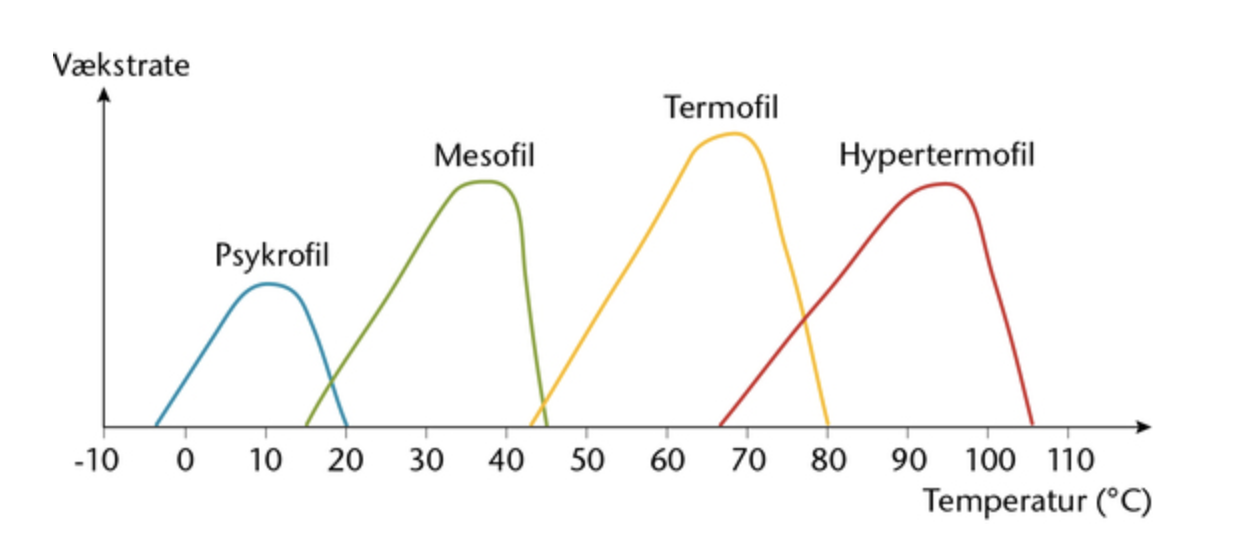 Vækstrate
Termofil
Mesofil
Hypertermofil
Psykrofil
-10 0 10 20 30 40 50 60 70 80 90 100 110
Temperatur (°C)